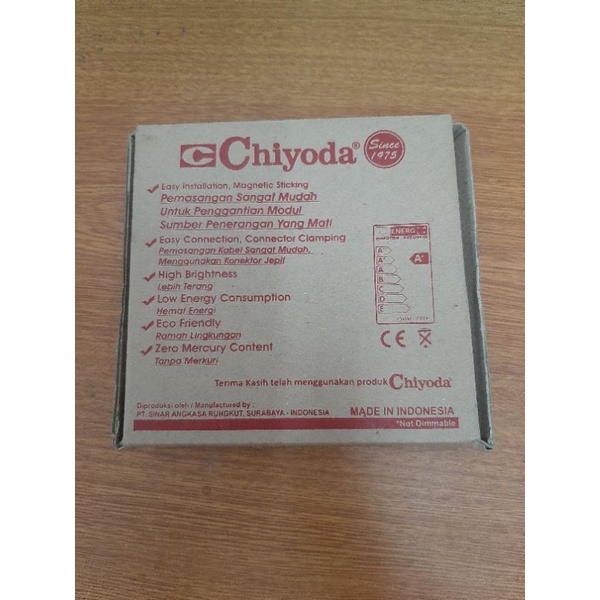 C Chiyoda® Since 1475
Easy Installation, Magnetic Sticking
Pemasangan Sangat Mudah
Untuk Penggantian Modul
Sumber Penerangan Yang Mati
Easy Connection, Connector Clamping
Pemasangan Kabel Sangat Mudah,
Menggunakan Konektor Jepit
High Brightness
Lebih Terang
Low Energy Consumption
Hemat Energi
Eco Friendly
Ramah Lingkungan
Zero Mercury Content
Tanpa Merkuri
ENERG
A
A
A
B
C
D
E
A+
CE
Terima Kasih telah menggunakan produk Chiyoda®
Diproduksi oleh / Manufactured by :
PT. SINAR ANGKASA RUNGKUT, SURABAYA - INDONESIA
MADE IN INDONESIA
*Not Dimmable